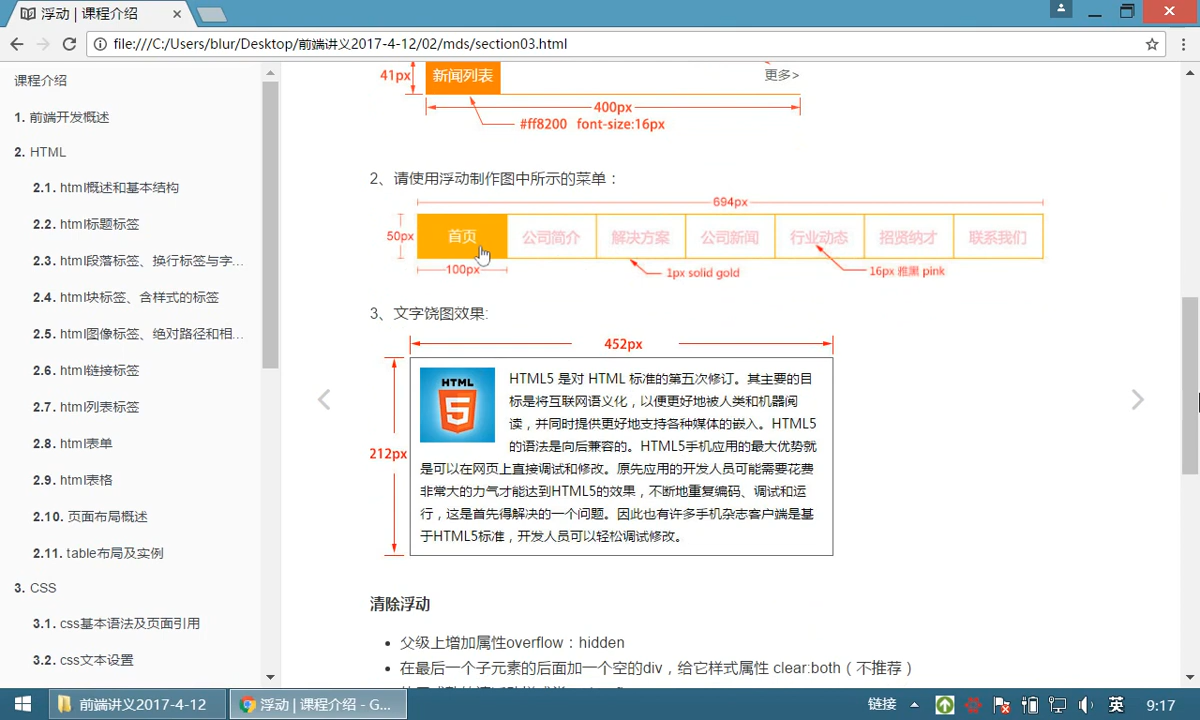 浮动 | 课程介绍
file:///C:/Users/blur/Desktop/前端讲义2017-4-12/02/mds/section03.html
课程介绍
1. 前端开发概述
2. HTML
2.1. html概述和基本结构
2.2. html标题标签
2.3. html段落标签、换行标签与字...
2.4. html块标签、含样式的标签
2.5. html图像标签、绝对路径和相...
2.6. html链接标签
2.7. html列表标签
2.8. html表单
2.9. html表格
2.10. 页面布局概述
2.11. table布局及实例
3. CSS
3.1. css基本语法及页面引用
3.2. css文本设置
41px 新闻列表 更多>
400px
#ff8200 font-size:16px
2、请使用浮动制作图中所示的菜单：
694px
50px 首页 公司简介 解决方案 公司新闻 行业动态 招贤纳才 联系我们
100px 1px solid gold 16px 雅黑 pink
3、文字饶图效果:
452px
212px
HTML
5
HTML5 是对 HTML 标准的第五次修订。其主要的目
标是将互联网语义化，以便更好地被人类和机器阅
读，并同时提供更好地支持各种媒体的嵌入。HTML5
的语法是向后兼容的。HTML5手机应用的最大优势就
是可以在网页上直接调试和修改。原先应用的开发人员可能需要花费
非常大的力气才能达到HTML5的效果，不断地重复编码、调试和运
行，这是首先得解决的一个问题。因此也有许多手机杂志客户端是基
于HTML5标准，开发人员可以轻松调试修改。
清除浮动
父级上增加属性overflow：hidden
在最后一个子元素的后面加一个空的div，给它样式属性 clear:both（不推荐）
前端讲义2017-4-12
浮动 | 课程介绍 - G...
链接
英
9:17